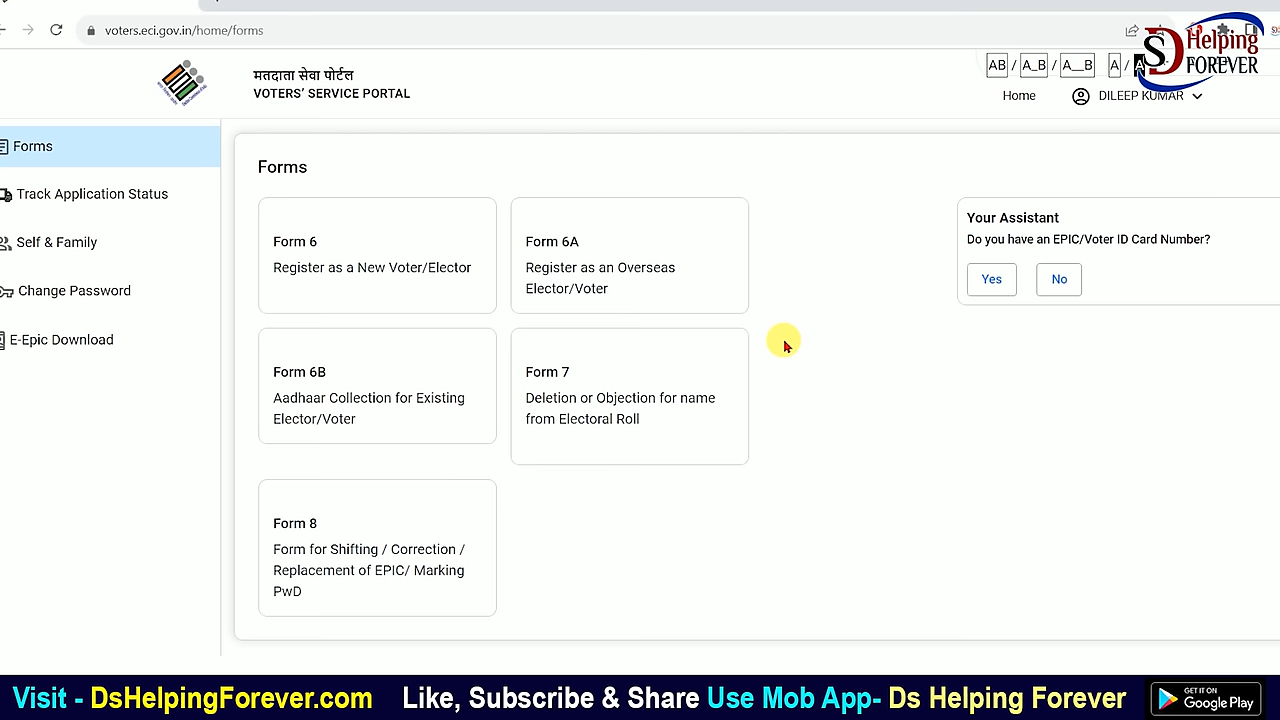 voters.eci.gov.in/home/forms
SD Helping
FOREVER
मतदाता सेवा पोर्टल
VOTERS' SERVICE PORTAL
AB / A_B / A__B A / A
Home DILEEP KUMAR
Forms
Track Application Status
Self & Family
Change Password
E-Epic Download
Forms
Form 6
Register as a New Voter/Elector
Form 6A
Register as an Overseas
Elector/Voter
Form 6B
Aadhaar Collection for Existing
Elector/Voter
Form 7
Deletion or Objection for name
from Electoral Roll
Form 8
Form for Shifting / Correction /
Replacement of EPIC/ Marking
PwD
Your Assistant
Do you have an EPIC/Voter ID Card Number?
Yes No
Visit - DsHelpingForever.com Like, Subscribe & Share Use Mob App- Ds Helping Forever
GET IT ON
Google Play